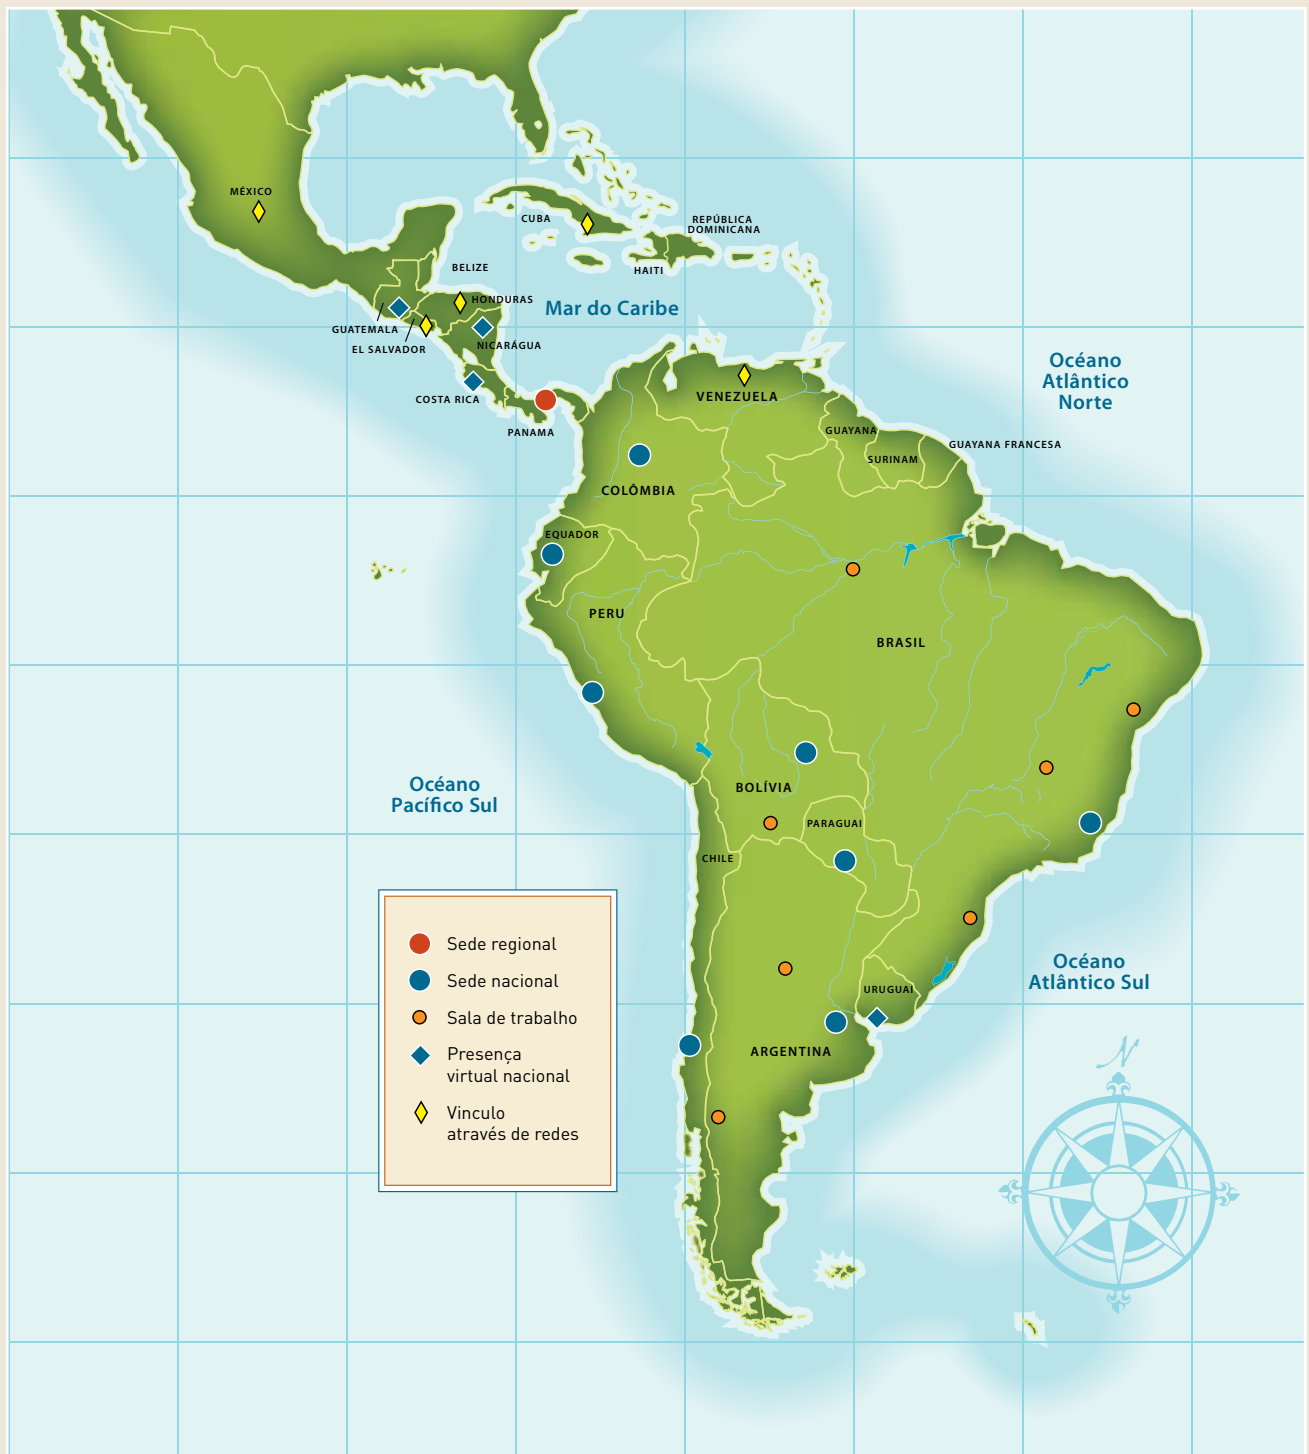 MÉXICO
CUBA
REPÚBLICA
DOMINICANA
HAITI
BELIZE
HONDURAS
Mar do Caribe
GUATEMALA
EL SALVADOR
NICARÁGUA
COSTA RICA
PANAMA
Océano
Atlântico
Norte
VENEZUELA
GUAYANA
GUAYANA FRANCESA
SURINAM
COLÔMBIA
EQUADOR
PERU
BRASIL
Océano
Pacífico Sul
BOLÍVIA
PARAGUAI
CHILE
Sede regional
Sede nacional
Sala de trabalho
Presença
virtual nacional
Vinculo
através de redes
Océano
Atlântico Sul
URUGUAI
ARGENTINA
N